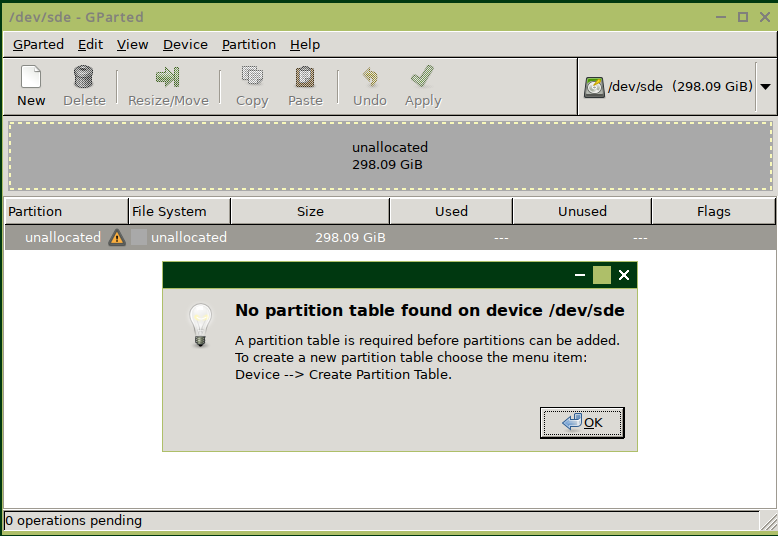 /dev/sde - GParted
GParted Edit View Device Partition Help
New Delete Resize/Move Copy Paste Undo Apply /dev/sde (298.09 GiB)
unallocated
298.09 GiB
Partition File System Size Used Unused Flags
unallocated unallocated 298.09 GiB --- ---
No partition table found on device /dev/sde
A partition table is required before partitions can be added.
To create a new partition table choose the menu item:
Device --> Create Partition Table.
OK
0 operations pending